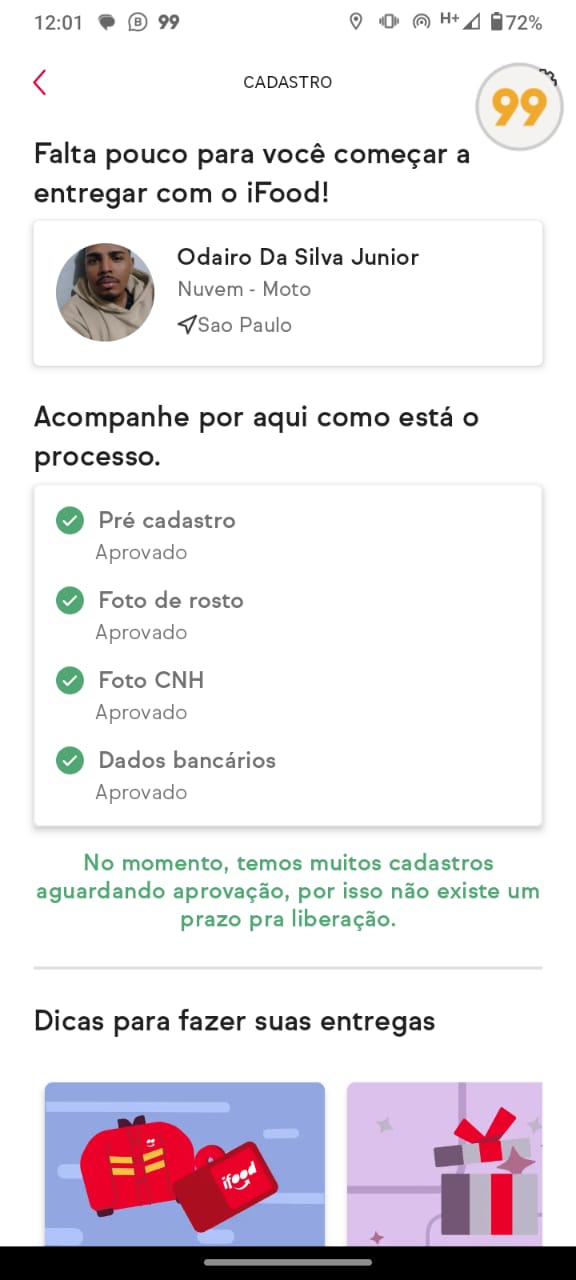 12:01 B 99 H+ 72%
CADASTRO
99
Falta pouco para você começar a
entregar com o iFood!
Odairo Da Silva Junior
Nuvem - Moto
Sao Paulo
Acompanhe por aqui como está o
processo.
Pré cadastro
Aprovado
Foto de rosto
Aprovado
Foto CNH
Aprovado
Dados bancários
Aprovado
No momento, temos muitos cadastros
aguardando aprovação, por isso não existe um
prazo pra liberação.
Dicas para fazer suas entregas
ifood